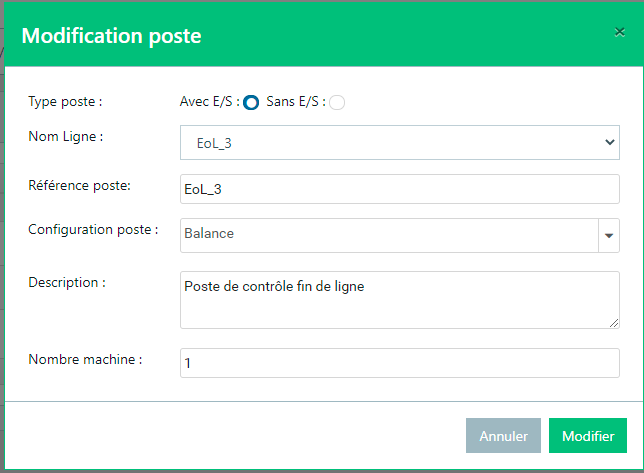 Modification poste
×
Type poste : Avec E/S : Sans E/S :
Nom Ligne : EoL_3
Référence poste: EoL_3
Configuration poste : Balance
Description : Poste de contrôle fin de ligne
Nombre machine : 1
Annuler Modifier